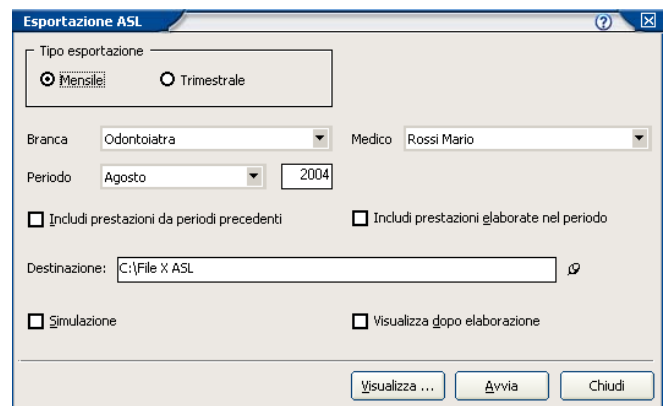 Esportazione ASL
Tipo esportazione
Mensile Trimestrale
Branca Odontoiatra Medico Rossi Mario
Periodo Agosto 2004
Includi prestazioni da periodi precedenti Includi prestazioni elaborate nel periodo
Destinazione: C:\File X ASL
Simulazione Visualizza dopo elaborazione
Visualizza ... Avvia Chiudi